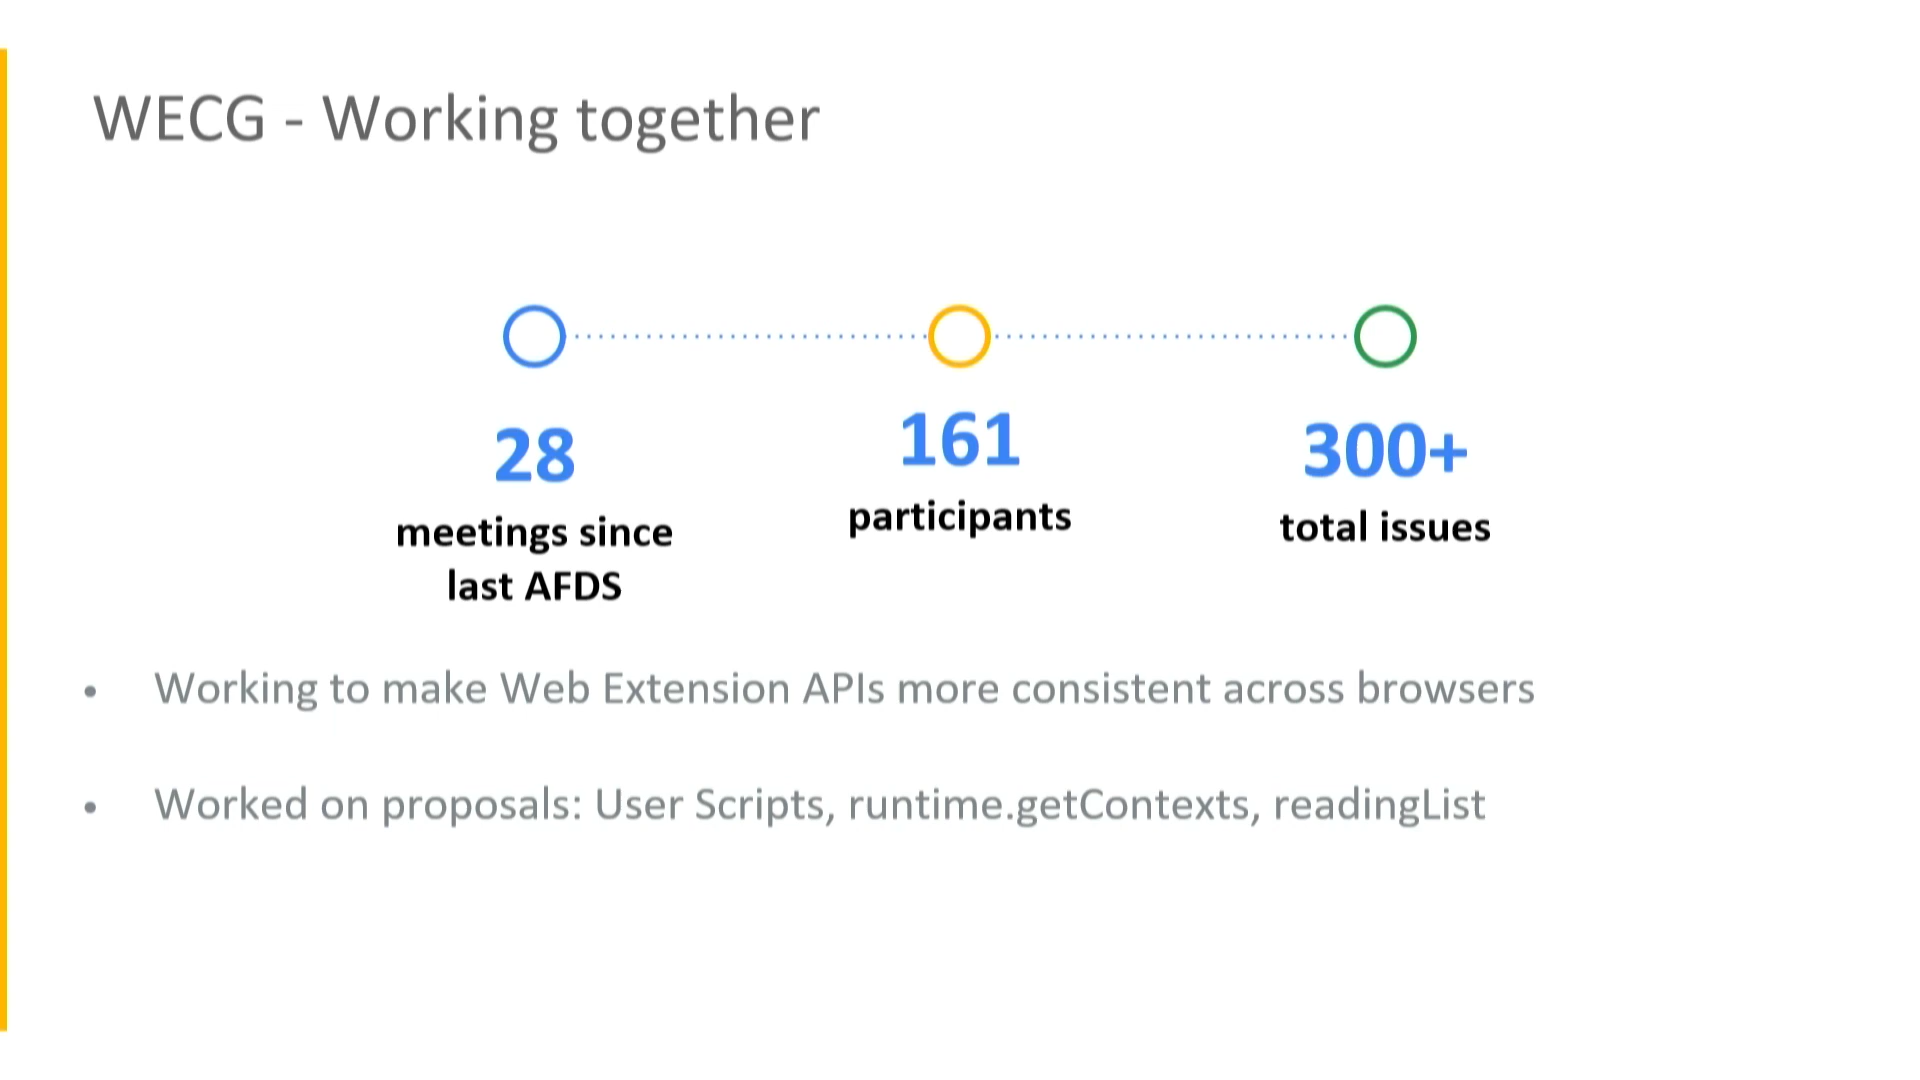 WECG - Working together
28
meetings since
last AFDS
161
participants
300+
total issues
• Working to make Web Extension APIs more consistent across browsers
• Worked on proposals: User Scripts, runtime.getContexts, readingList